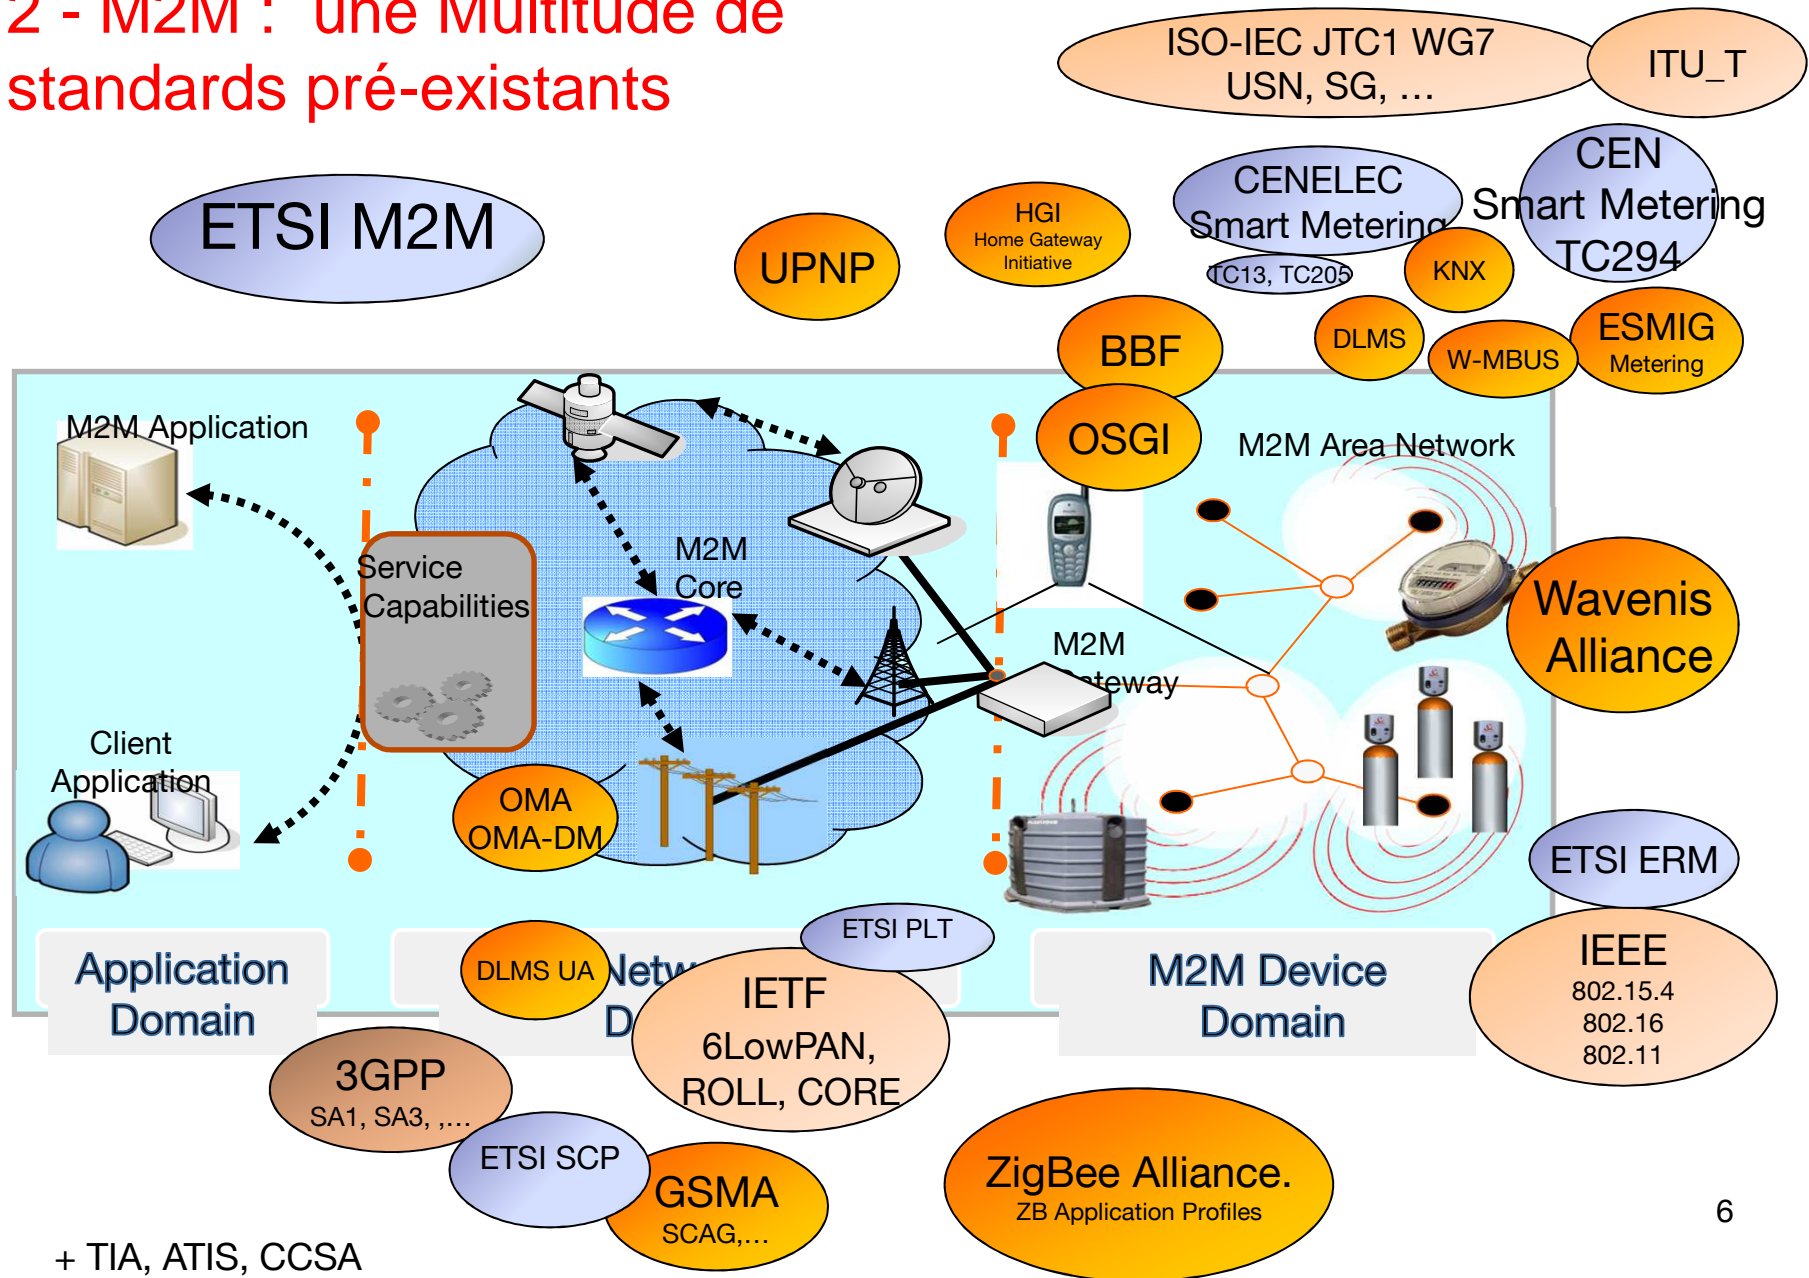 2 - M2M : une Multitude de
standards pré-existants
ISO-IEC JTC1 WG7
USN, SG, …
ITU_T
ETSI M2M
UPNP
HGI
Home Gateway
Initiative
CENELEC
Smart Metering
TC13, TC205
CEN
Smart Metering
TC294
KNX
BBF
DLMS
W-MBUS
ESMIG
Metering
OSGI
M2M Application
M2M Area Network
Service
Capabilities
M2M
Core
M2M
Wavenis
Alliance
Client
Application
OMA
OMA-DM
ETSI ERM
ETSI PLT
Application
Domain
DLMS UA
IETF
6LowPAN,
ROLL, CORE
M2M Device
Domain
IEEE
802.15.4
802.16
802.11
3GPP
SA1, SA3, ,…
ETSI SCP
GSMA
SCAG,…
ZigBee Alliance.
ZB Application Profiles
6
+ TIA, ATIS, CCSA